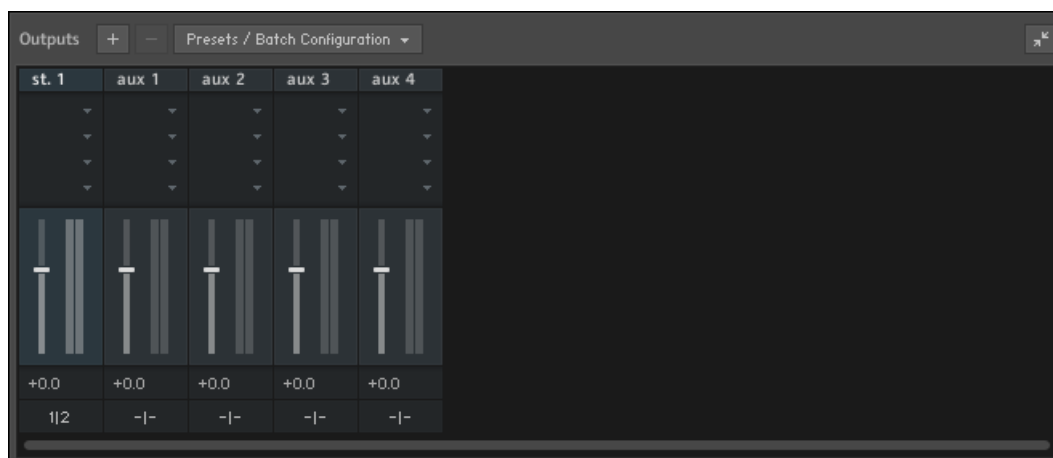 Outputs + − Presets / Batch Configuration
st. 1 aux 1 aux 2 aux 3 aux 4
+0.0 +0.0 +0.0 +0.0 +0.0
1|2 -|- -|- -|- -|-